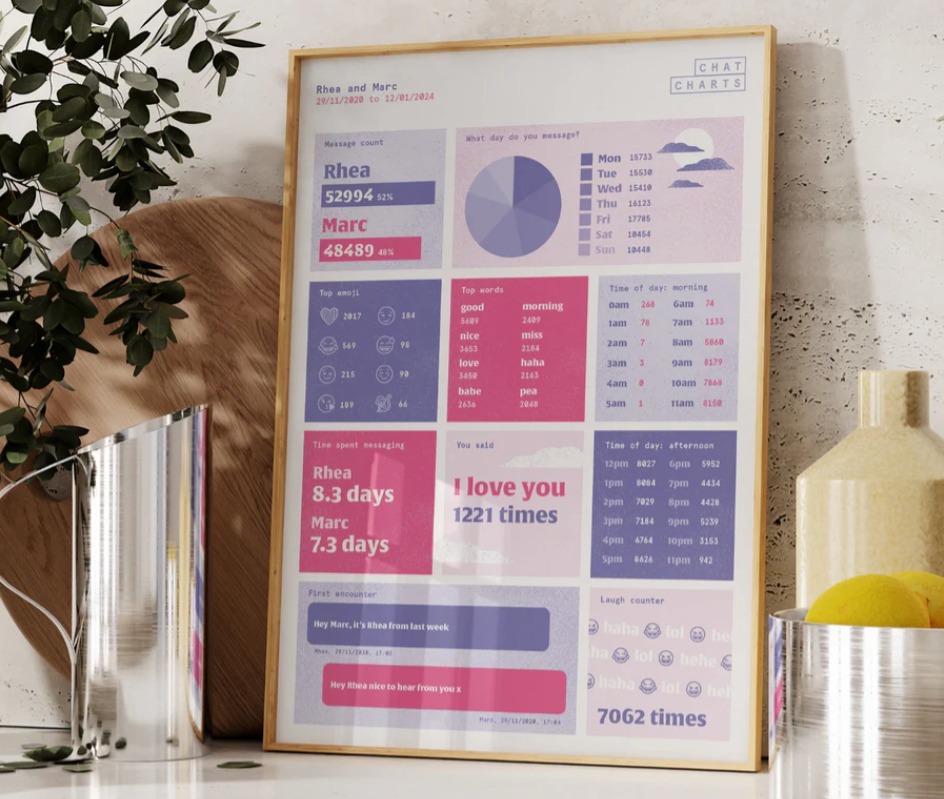 Rhea and Marc
29/11/2020 to 12/01/2024
CHAT
CHARTS
Message count
Rhea
52994 52%
Marc
48489 48%
What day do you message?
Mon 15733
Tue 15530
Wed 15410
Thu 16123
Fri 17785
Sat 10454
Sun 10448
Top emoji
2017 184
569 98
215 90
189 66
Top words
good morning
5689 2409
nice miss
3653 2184
love haha
3450 2163
babe pea
2636 2048
Time of day: morning
0am 268 6am 74
1am 78 7am 1133
2am 7 8am 5860
3am 3 9am 8179
4am 0 10am 7868
5am 1 11am 8150
Time spent messaging
Rhea
8.3 days
Marc
7.3 days
You said
I love you
1221 times
Time of day: afternoon
12pm 8027 6pm 5952
1pm 8084 7pm 4434
2pm 7029 8pm 4428
3pm 7184 9pm 5239
4pm 6764 10pm 3153
5pm 8626 11pm 942
First encounter
Hey Marc, it's Rhea from last week
Rhea, 29/11/2020, 17:02
Hey Rhea nice to hear from you x
Marc, 29/11/2020, 17:04
Laugh counter
haha lol he
ha lol hehe
haha lol heh
7062 times